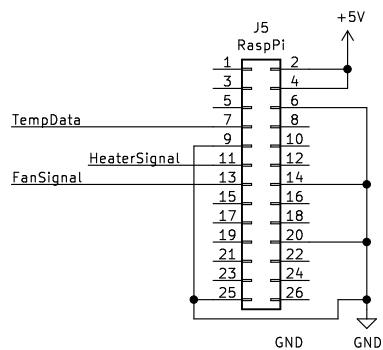 +5V
J5
RaspPi
1 2
3 4
5 6
TempData 7 8
9 10
HeaterSignal 11 12
FanSignal 13 14
15 16
17 18
19 20
21 22
23 24
25 26
GND GND